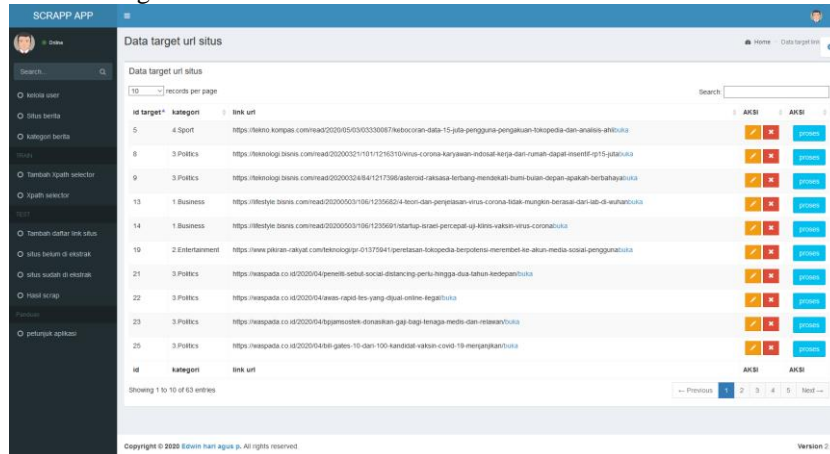 SCRAPP APP
Online
Data target url situs
Home
Data target link
Search...
kelola user
Situs berita
kategori berita
TRAIN
Tambah Xpath selector
Xpath selector
TEST
Tambah daftar link situs
situs belum di ekstrak
situs sudah di ekstrak
Hasil scrap
Panduan
petunjuk aplikasi
Data target url situs
10 records per page
Search:
id target kategori link url AKSI AKSI
5 4.Sport https://tekno.kompas.com/read/2020/05/03/03330087/kebocoran-data-15-juta-pengguna-pengakuan-tokopedia-dan-analisis-ahlibuka proses
8 3.Politics https://teknologi.bisnis.com/read/20200321/101/1216310/virus-corona-karyawan-indosat-kerja-dari-rumah-dapat-insentif-rp15-jutabuka proses
9 3.Politics https://teknologi.bisnis.com/read/20200324/84/1217398/asteroid-raksasa-terbang-mendekati-bumi-bulan-depan-apakah-berbahayabuka proses
13 1.Business https://lifestyle.bisnis.com/read/20200503/106/1235682/4-teori-dan-penjelasan-virus-corona-tidak-mungkin-berasal-dari-lab-di-wuhanbuka proses
14 1.Business https://lifestyle.bisnis.com/read/20200503/106/1235691/startup-israel-percepat-uji-klinis-vaksin-virus-coronabuka proses
19 2.Entertainment https://www.pikiran-rakyat.com/teknologi/pr-01375941/peretasan-tokopedia-berpotensi-merembet-ke-akun-media-sosial-penggunabuka proses
21 3.Politics https://waspada.co.id/2020/04/peneliti-sebut-social-distancing-perlu-hingga-dua-tahun-kedepan/buka proses
22 3.Politics https://waspada.co.id/2020/04/awas-rapid-tes-yang-dijual-online-ilegal/buka proses
23 3.Politics https://waspada.co.id/2020/04/bpjamsostek-donasikan-gaji-bagi-tenaga-medis-dan-relawan/buka proses
25 3.Politics https://waspada.co.id/2020/04/bill-gates-10-dari-100-kandidat-vaksin-covid-19-menjanjikan/buka proses
id kategori link url AKSI AKSI
Showing 1 to 10 of 63 entries
← Previous 1 2 3 4 5 Next →
Copyright © 2020 Edwin hari agus p. All rights reserved.
Version 2